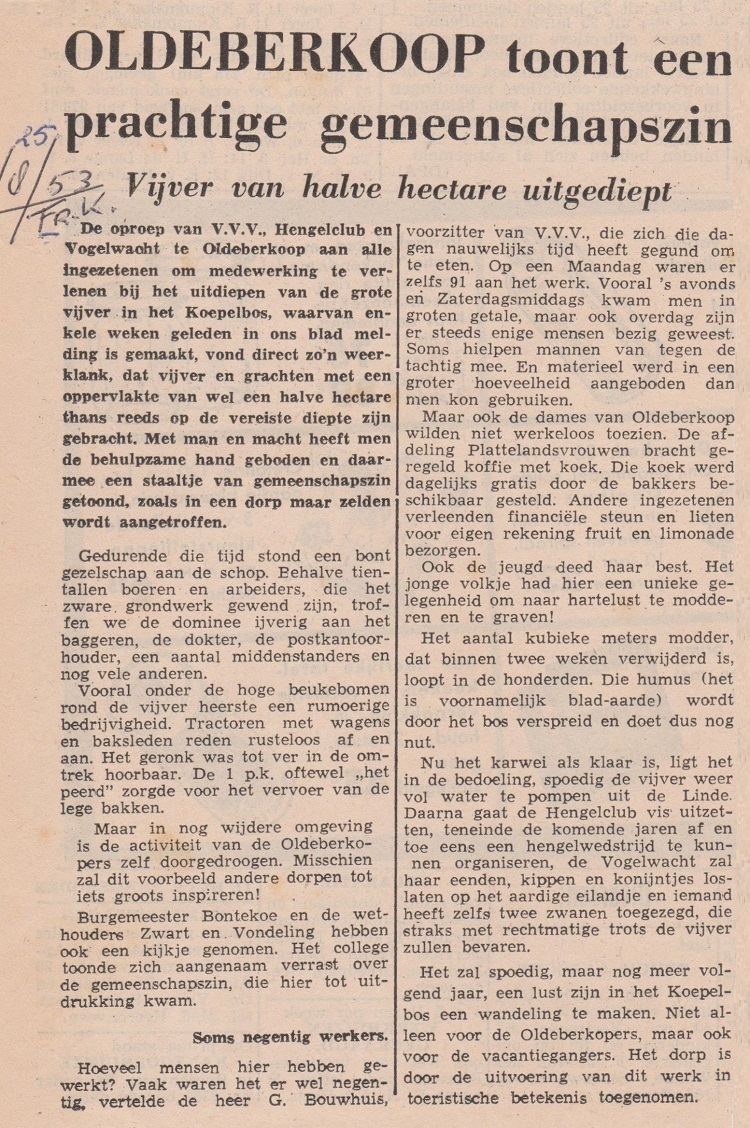 OLDEBERKOOP toont een
prachtige gemeenschapszin
25/8/53
Fr.K.
Vijver van halve hectare uitgediept
De oproep van V.V.V., Hengelclub en
Vogelwacht te Oldeberkoop aan alle
ingezetenen om medewerking te ver-
lenen bij het uitdiepen van de grote
vijver in het Koepelbos, waarvan en-
kele weken geleden in ons blad mel-
ding is gemaakt, vond direct zo'n weer-
klank, dat vijver en grachten met een
oppervlakte van wel een halve hectare
thans reeds op de vereiste diepte zijn
gebracht. Met man en macht heeft men
de behulpzame hand geboden en daar-
mee een staaltje van gemeenschapszin
getoond, zoals in een dorp maar zelden
wordt aangetroffen.
Gedurende die tijd stond een bont
gezelschap aan de schop. Behalve tien-
tallen boeren en arbeiders, die het
zware grondwerk gewend zijn, trof-
fen we de dominee ijverig aan het
baggeren, de dokter, de postkantoor-
houder, een aantal middenstanders en
nog vele anderen.
Vooral onder de hoge beukebomen
rond de vijver heerste een rumoerige
bedrijvigheid. Tractoren met wagens
en baksleden reden rusteloos af en
aan. Het geronk was tot ver in de om-
trek hoorbaar. De 1 p.k. oftewel „het
peerd” zorgde voor het vervoer van de
lege bakken.
Maar in nog wijdere omgeving
is de activiteit van de Oldeberko-
pers zelf doorgedroogen. Misschien
zal dit voorbeeld andere dorpen tot
iets groots inspireren!
Burgemeester Bontekoe en de wet-
houders Zwart en Vondeling hebben
ook een kijkje genomen. Het college
toonde zich aangenaam verrast over
de gemeenschapszin, die hier tot uit-
drukking kwam.
Soms negentig werkers.
Hoeveel mensen hier hebben ge-
werkt? Vaak waren het er wel negen-
tig, vertelde de heer G. Bouwhuis,
voorzitter van V.V.V., die zich die da-
gen nauwelijks tijd heeft gegund om
te eten. Op een Maandag waren er
zelfs 91 aan het werk. Vooral 's avonds
en Zaterdagsmiddags kwam men in
groten getale, maar ook overdag zijn
er steeds enige mensen bezig geweest.
Soms hielpen mannen van tegen de
tachtig mee. En materieel werd in een
groter hoeveelheid aangeboden dan
men kon gebruiken.
Maar ook de dames van Oldeberkoop
wilden niet werkeloos toezien. De af-
deling Plattelandsvrouwen bracht ge-
regeld koffie met koek. Die koek werd
dagelijks gratis door de bakkers be-
schikbaar gesteld. Andere ingezetenen
verleenden financiële steun en lieten
voor eigen rekening fruit en limonade
bezorgen.
Ook de jeugd deed haar best. Het
jonge volkje had hier een unieke ge-
legenheid om naar hartelust te modde-
ren en te graven!
Het aantal kubieke meters modder,
dat binnen twee weken verwijderd is,
loopt in de honderden. Die humus (het
is voornamelijk blad-aarde) wordt
door het bos verspreid en doet dus nog
nut.
Nu het karwei als klaar is, ligt het
in de bedoeling, spoedig de vijver weer
vol water te pompen uit de Linde.
Daarna gaat de Hengelclub vis uitzet-
ten, teneinde de komende jaren af en
toe eens een hengelwedstrijd te kun-
nen organiseren, de Vogelwacht zal
haar eenden, kippen en konijntjes los-
laten op het aardige eilandje en iemand
heeft zelfs twee zwanen toegezegd, die
straks met rechtmatige trots de vijver
zullen bevaren.
Het zal spoedig, maar nog meer vol-
gend jaar, een lust zijn in het Koepel-
bos een wandeling te maken. Niet al-
leen voor de Oldeberkopers, maar ook
voor de vacantiegangers. Het dorp is
door de uitvoering van dit werk in
toeristische betekenis toegenomen.